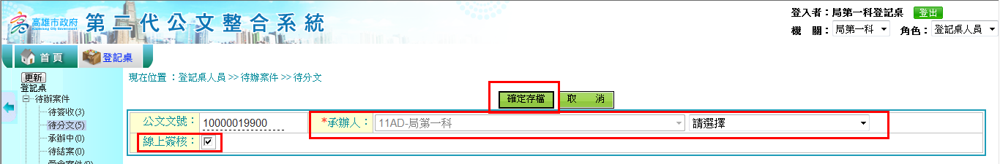 高雄市政府 第二代公文整合系統
登入者：局第一科登記桌 登出
機 關： 局第一科 角色： 登記桌人員
首頁 登記桌
更新
登記桌
待辦案件
待簽收(3)
待分文(5)
承辦中(0)
待結案(0)
現在位置：登記桌人員>>待辦案件>>待分文
確定存檔 取 消
公文文號： 10000019900 *承辦人： 11AD-局第一科 請選擇
線上簽核：